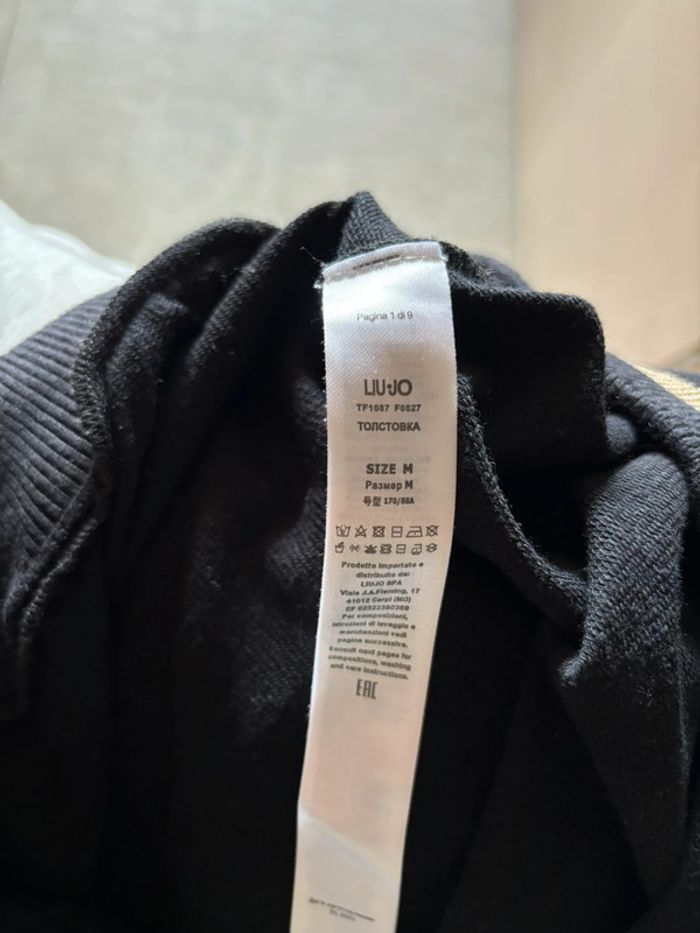 Pagina 1 di 9
LIU·JO
TF1087 F0827
ТОЛСТОВКА
SIZE M
Размер M
号型 170/88A
Prodotto importato e
distribuito da:
LIUJO SPA
Viale J.A.Fleming, 17
41012 Carpi (MO)
CF 02322380369
Per composizioni,
istruzioni di lavaggio e
manutenzioni vedi
pagine successive.
Consult next pages for
compositions, washing
and care instructions.
EAC